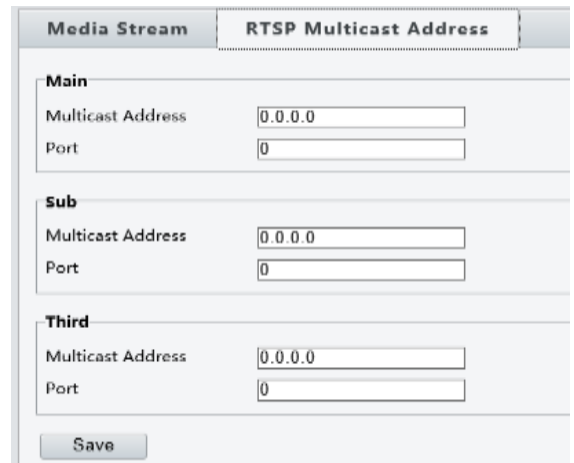 Media Stream RTSP Multicast Address
Main
Multicast Address 0.0.0.0
Port 0
Sub
Multicast Address 0.0.0.0
Port 0
Third
Multicast Address 0.0.0.0
Port 0
Save